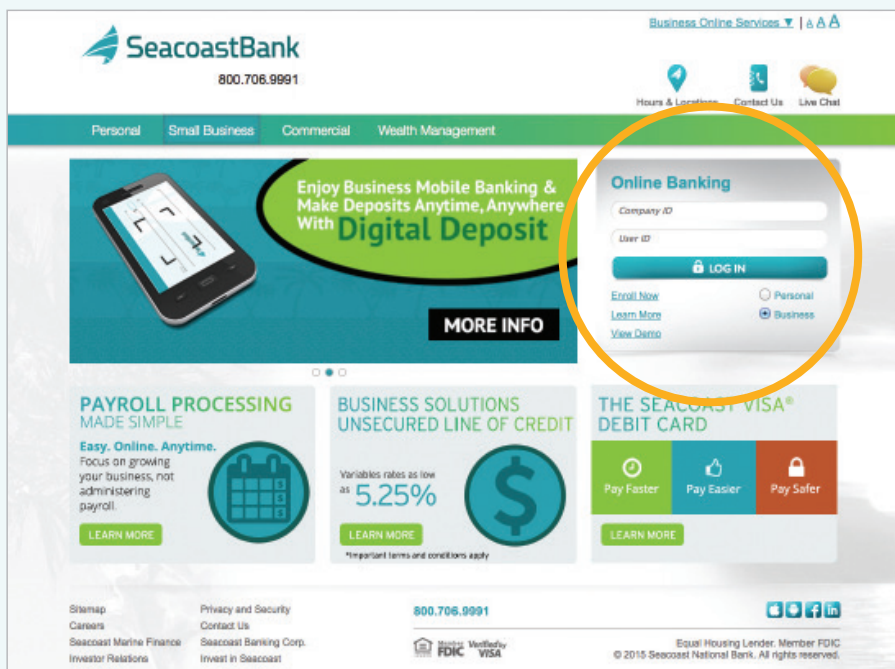 Business Online Services ▼ | A A A
SeacoastBank
800.706.9991
Hours & Locations
Contact Us
Live Chat
Personal
Small Business
Commercial
Wealth Management
Enjoy Business Mobile Banking &
Make Deposits Anytime, Anywhere
With Digital Deposit
MORE INFO
Online Banking
Company ID
User ID
LOG IN
Enroll Now
Personal
Learn More
Business
View Demo
PAYROLL PROCESSING
MADE SIMPLE
Easy. Online. Anytime.
Focus on growing
your business, not
administering
payroll.
LEARN MORE
BUSINESS SOLUTIONS
UNSECURED LINE OF CREDIT
Variables rates as low
as 5.25%
LEARN MORE
*Important terms and conditions apply
THE SEACOAST VISA®
DEBIT CARD
Pay Faster
Pay Easier
Pay Safer
LEARN MORE
Sitemap
Careers
Seacoast Marine Finance
Investor Relations
Privacy and Security
Contact Us
Seacoast Banking Corp.
Invest in Seacoast
800.706.9991
Member FDIC
Verified by VISA
Equal Housing Lender. Member FDIC
© 2015 Seacoast National Bank. All rights reserved.